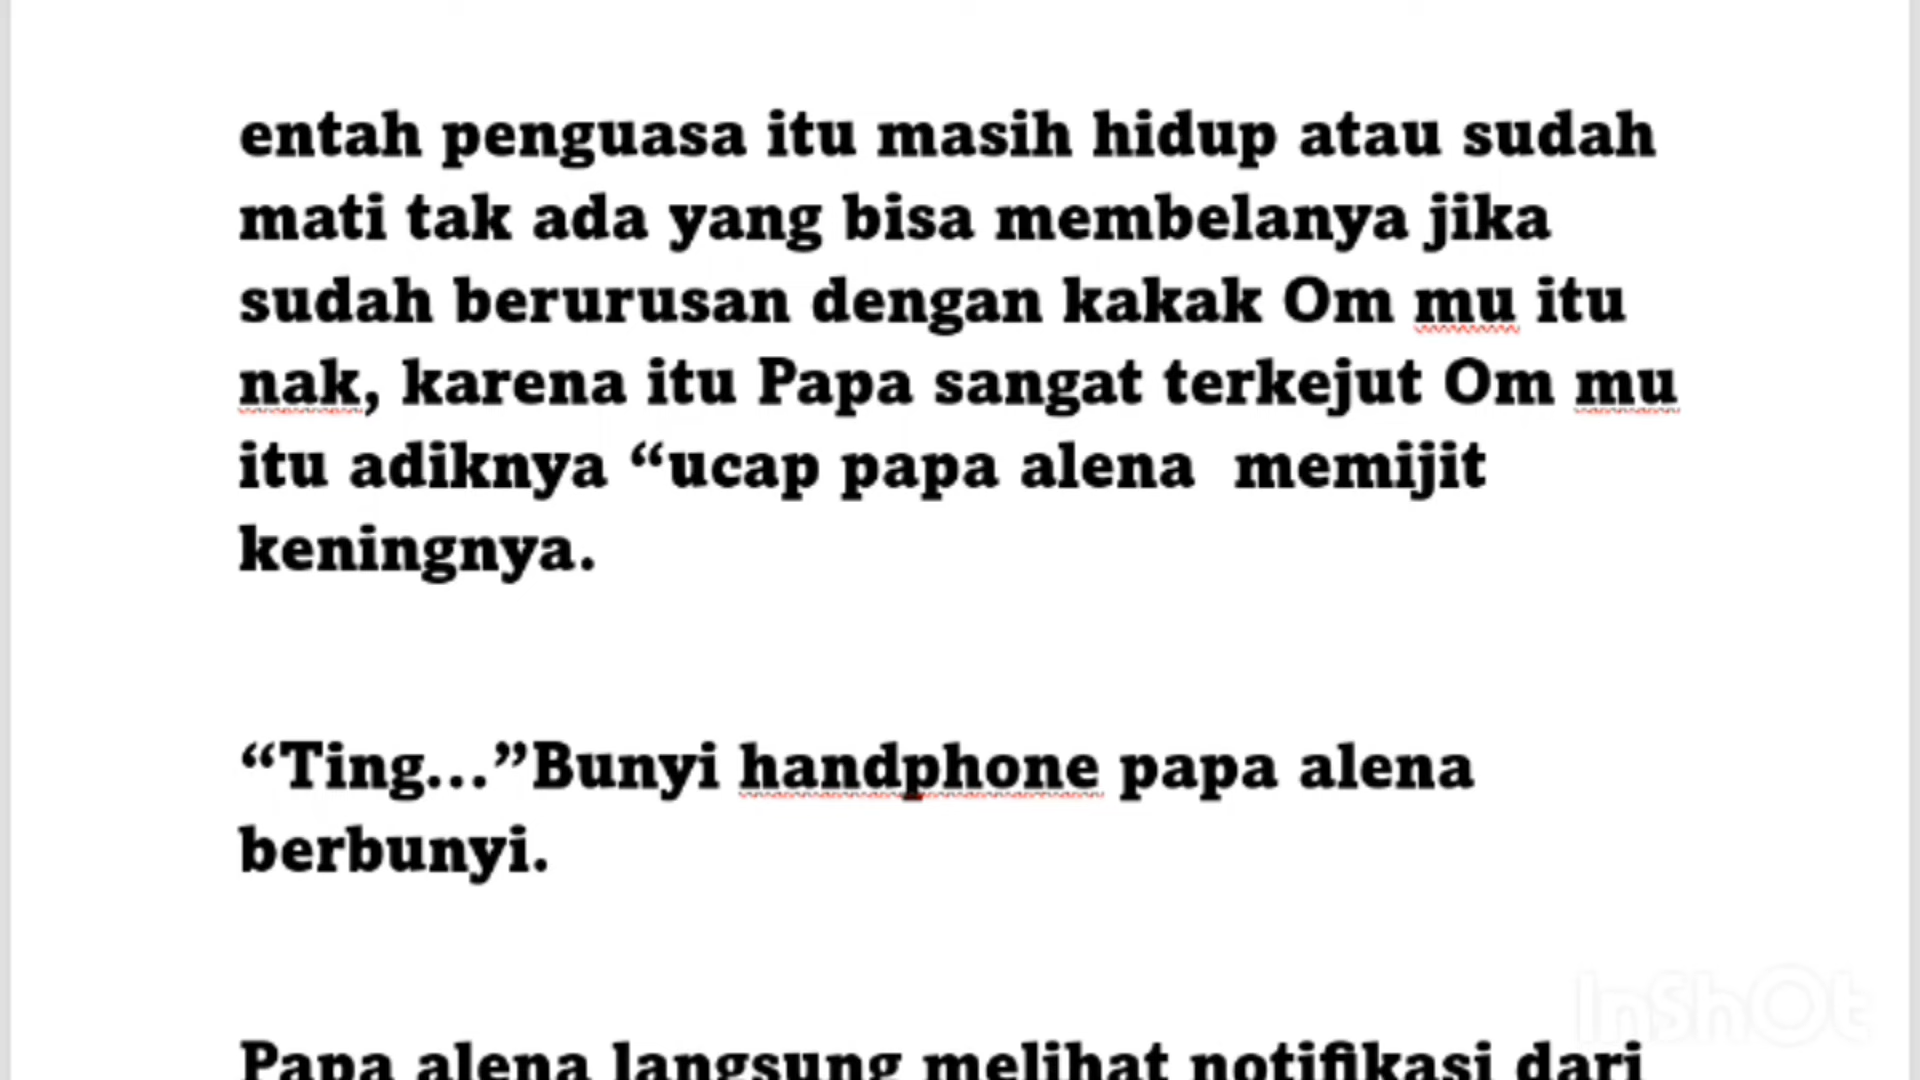 entah penguasa itu masih hidup atau sudah
mati tak ada yang bisa membelanya jika
sudah berurusan dengan kakak Om mu itu
nak, karena itu Papa sangat terkejut Om mu
itu adiknya “ucap papa alena  memijit
keningnya.
“Ting...”Bunyi handphone papa alena
berbunyi.
Papa alena langsung melihat notifikasi dari
InShOt